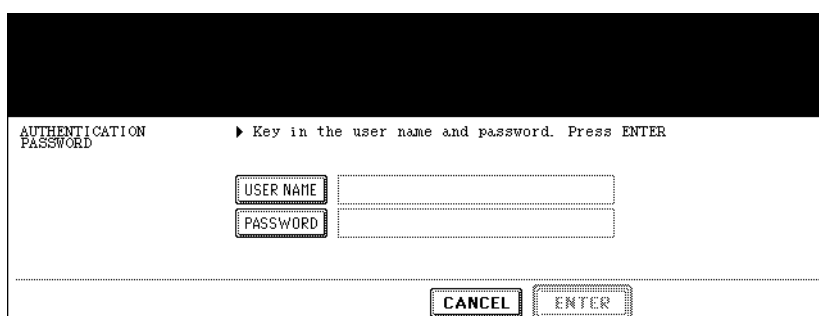 AUTHENTICATION
PASSWORD
Key in the user name and password. Press ENTER
USER NAME
PASSWORD
CANCEL
ENTER